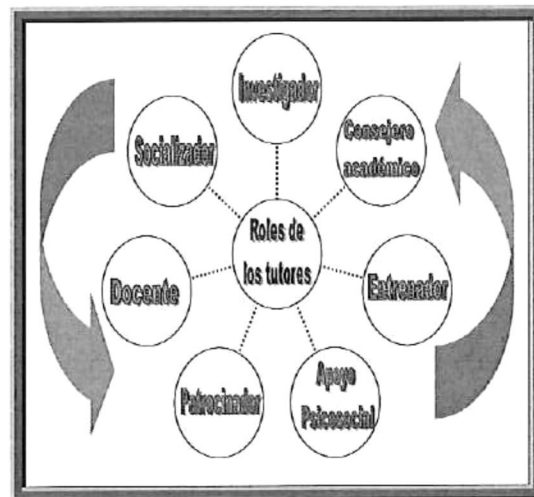 Investigador
Consejero
académico
Socializador
Roles de
los tutores
Docente
Entrenador
Patrocinador
Apoyo
Psicosocial